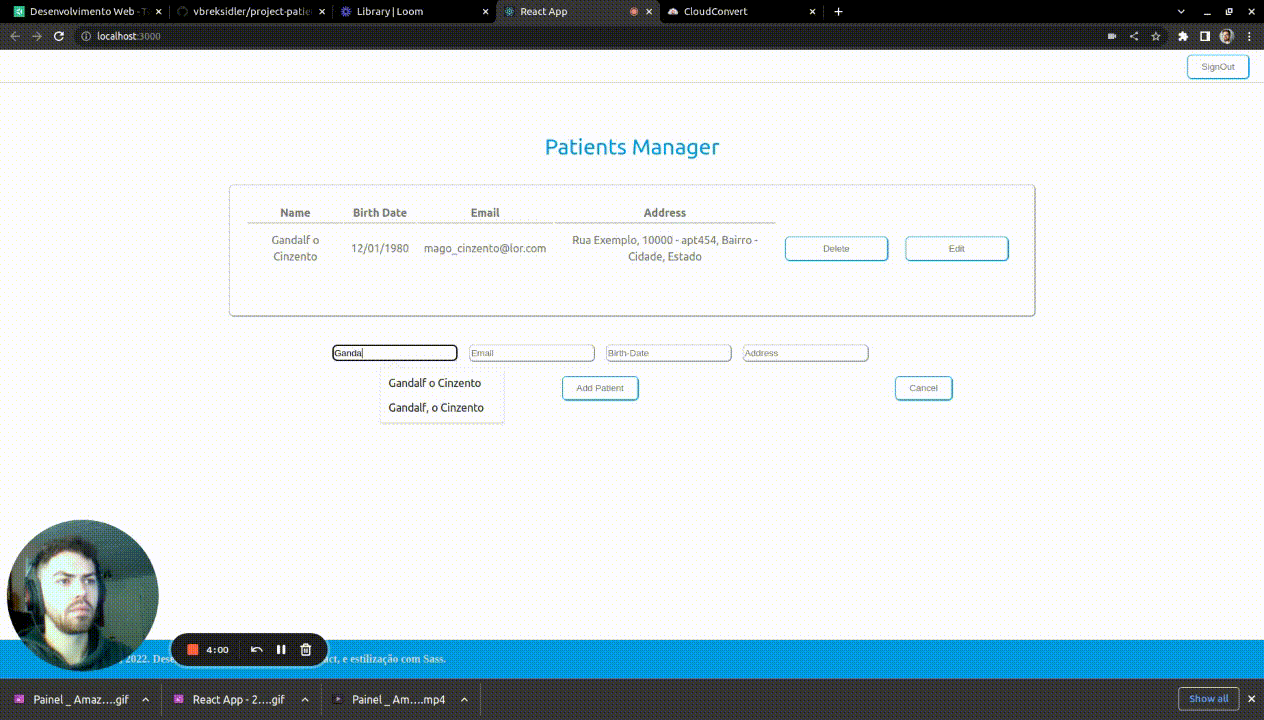 Desenvolvimento Web - T
vbreksidler/project-patie
Library | Loom
React App
CloudConvert
localhost:3000
SignOut
Patients Manager
Name Birth Date Email Address
Gandalf o Cinzento 12/01/1980 mago_cinzento@lor.com Rua Exemplo, 10000 - apt454, Bairro -
Cidade, Estado
Delete Edit
Ganda Email Birth-Date Address
Gandalf o Cinzento
Gandalf, o Cinzento
Add Patient Cancel
4:00
2022. Dese
ct, e estilização com Sass.
Painel _ Amaz....gif
React App - 2....gif
Painel _ Am....mp4
Show all